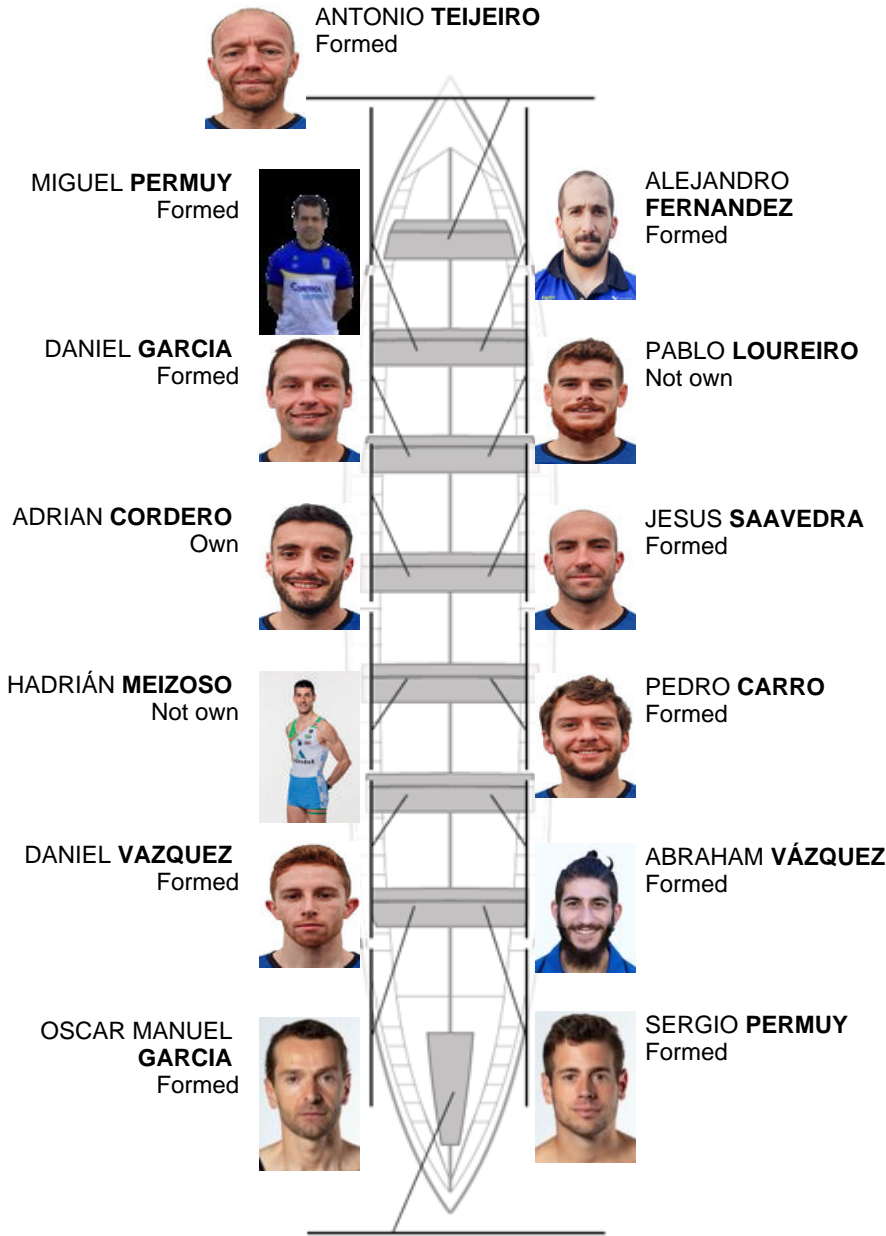 ANTONIO TEIJEIRO
Formed
MIGUEL PERMUY
Formed
ALEJANDRO
FERNANDEZ
Formed
DANIEL GARCIA
Formed
PABLO LOUREIRO
Not own
ADRIAN CORDERO
Own
JESUS SAAVEDRA
Formed
HADRIÁN MEIZOSO
Not own
PEDRO CARRO
Formed
DANIEL VAZQUEZ
Formed
ABRAHAM VÁZQUEZ
Formed
OSCAR MANUEL
GARCIA
Formed
SERGIO PERMUY
Formed